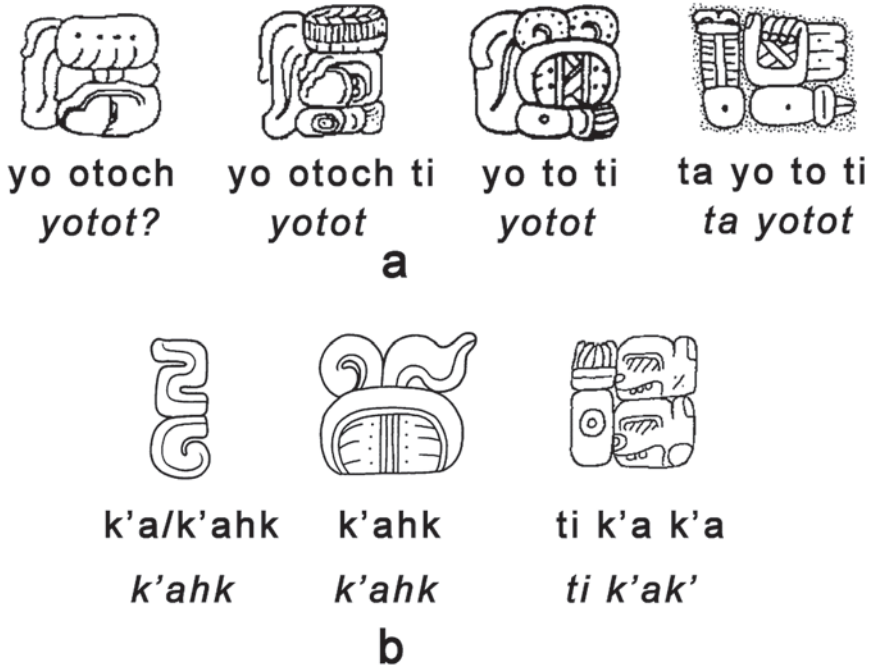 yo otoch yo otoch ti yo to ti ta yo to ti
yotot? yotot yotot ta yotot
a
k’a/k’ahk k’ahk ti k’a k’a
k’ahk k’ahk ti k’ak’
b